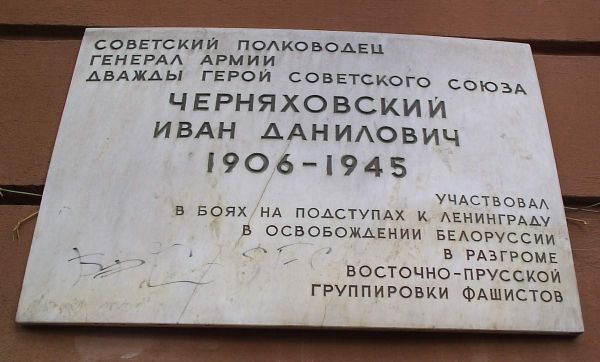 СОВЕТСКИЙ ПОЛКОВОДЕЦ
ГЕНЕРАЛ АРМИИ
ДВАЖДЫ ГЕРОЙ СОВЕТСКОГО СОЮЗА
ЧЕРНЯХОВСКИЙ
ИВАН ДАНИЛОВИЧ
1906-1945
УЧАСТВОВАЛ
В БОЯХ НА ПОДСТУПАХ К ЛЕНИНГРАДУ
В ОСВОБОЖДЕНИИ БЕЛОРУССИИ
В РАЗГРОМЕ
ВОСТОЧНО-ПРУССКОЙ
ГРУППИРОВКИ ФАШИСТОВ